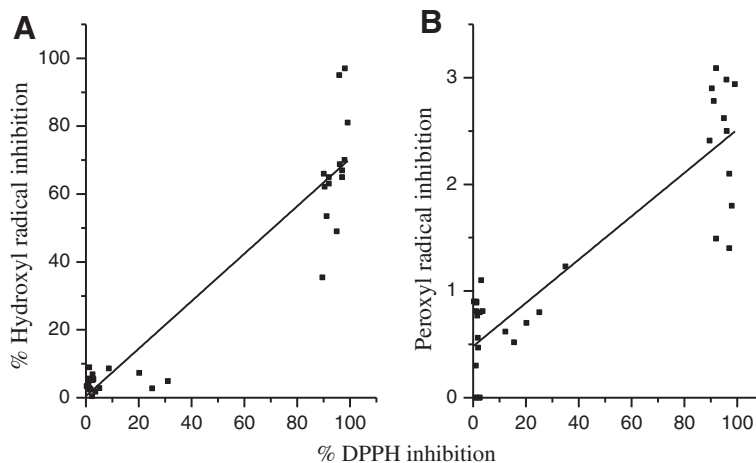 A
% Hydroxyl radical inhibition
100
80
60
40
20
0
0 20 40 60 80 100
B
Peroxyl radical inhibition
3
2
1
0
0 20 40 60 80 100
% DPPH inhibition